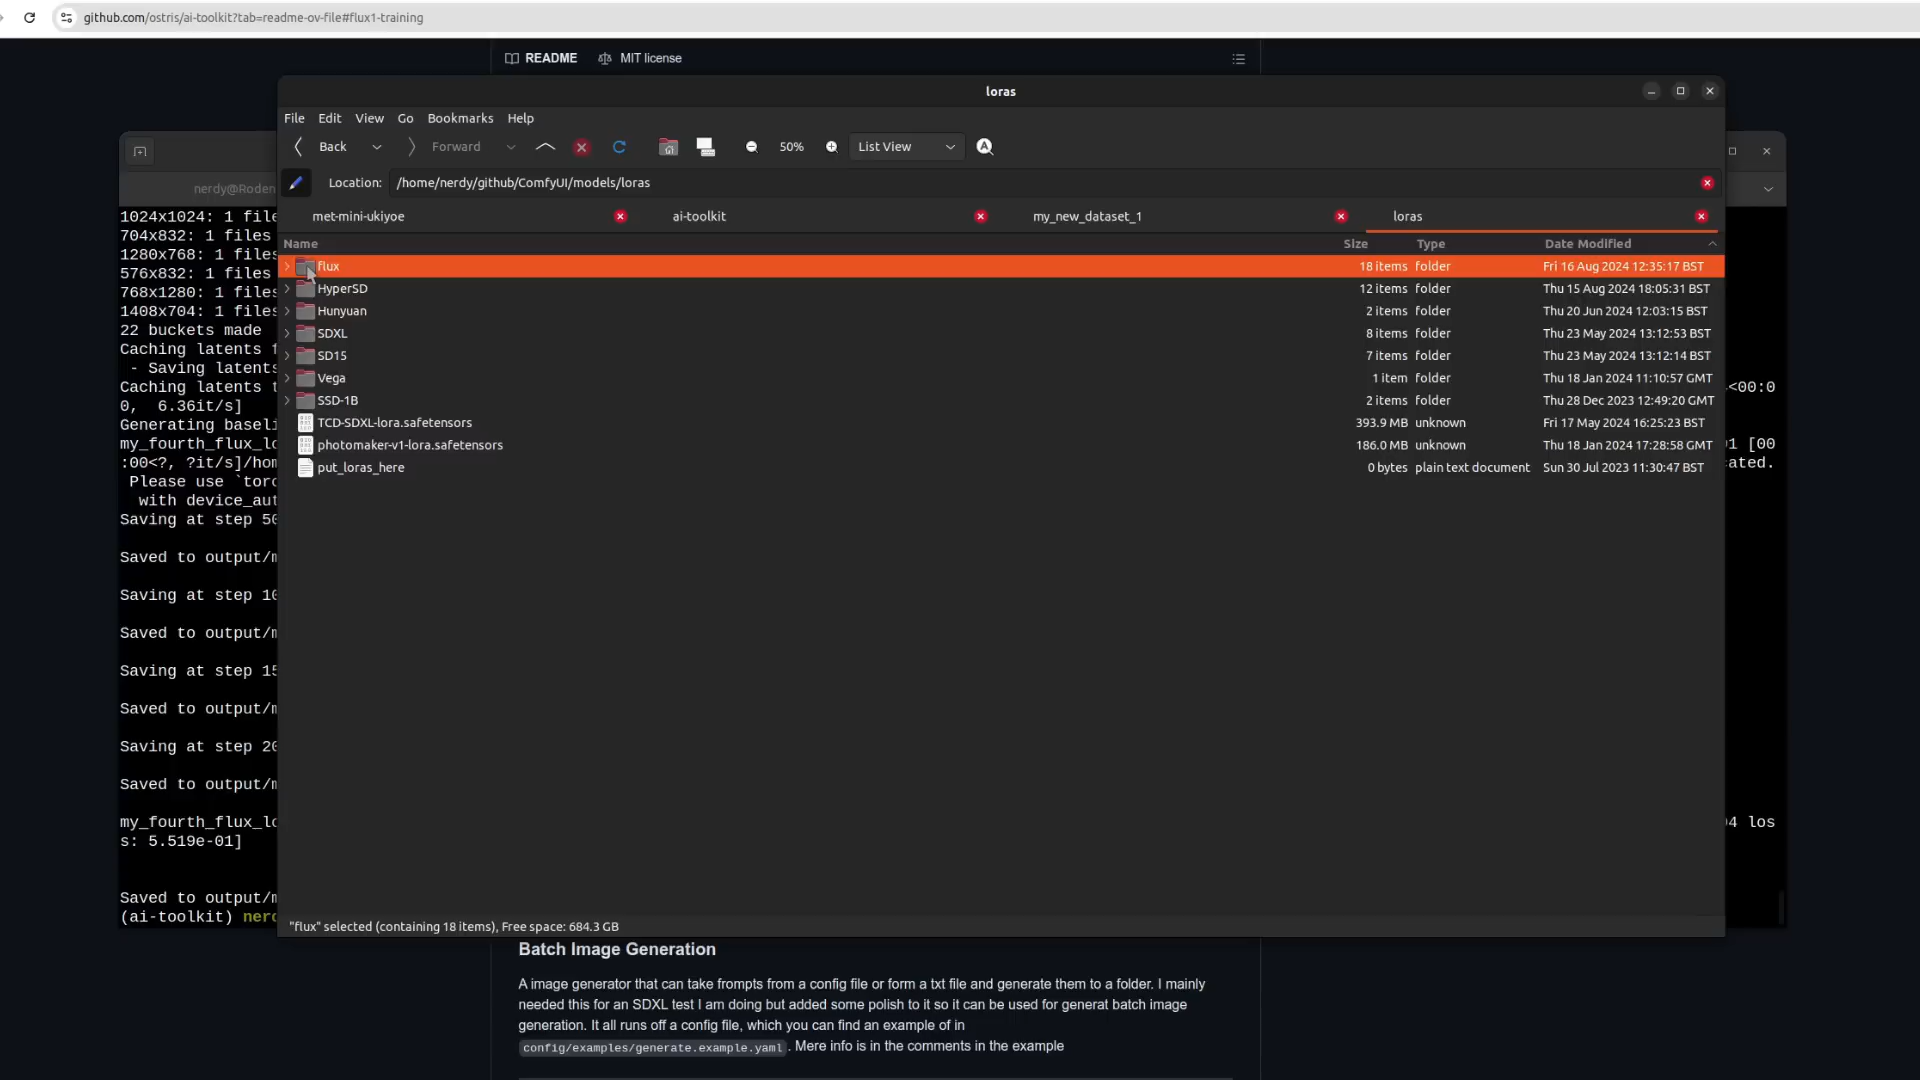 github.com/ostris/ai-toolkit?tab=readme-ov-file#flux1-training
README MIT license
loras
File Edit View Go Bookmarks Help
Back Forward 50% List View
Location: /home/nerdy/github/ComfyUI/models/loras
met-mini-ukiyoe ai-toolkit my_new_dataset_1 loras
Name Size Type Date Modified
flux 18 items folder Fri 16 Aug 2024 12:35:17 BST
HyperSD 12 items folder Thu 15 Aug 2024 18:05:31 BST
Hunyuan 2 items folder Thu 20 Jun 2024 12:03:15 BST
SDXL 8 items folder Thu 23 May 2024 13:12:53 BST
SD15 7 items folder Thu 23 May 2024 13:12:14 BST
Vega 1 item folder Thu 18 Jan 2024 11:10:57 GMT
SSD-1B 2 items folder Thu 28 Dec 2023 12:49:20 GMT
TCD-SDXL-lora.safetensors 393.9 MB unknown Fri 17 May 2024 16:25:23 BST
photomaker-v1-lora.safetensors 186.0 MB unknown Thu 18 Jan 2024 17:28:58 GMT
put_loras_here 0 bytes plain text document Sun 30 Jul 2023 11:30:47 BST
"flux" selected (containing 18 items), Free space: 684.3 GB
nerdy@Roden
1024x1024: 1 file
704x832: 1 files
1280x768: 1 files
576x832: 1 files
768x1280: 1 files
1408x704: 1 files
22 buckets made
Caching latents f
- Saving latents
Caching latents t <00:0
0, 6.36it/s]
Generating baseli
my_fourth_flux_lo 1 [00
:00<?, ?it/s]/hom ated.
Please use `torc
with device_aut
Saving at step 50
Saved to output/m
Saving at step 10
Saved to output/m
Saving at step 15
Saved to output/m
Saving at step 20
Saved to output/m
my_fourth_flux_lo 04 los
s: 5.519e-01]
Saved to output/m
(ai-toolkit) nerd
Batch Image Generation
A image generator that can take frompts from a config file or form a txt file and generate them to a folder. I mainly
needed this for an SDXL test I am doing but added some polish to it so it can be used for generat batch image
generation. It all runs off a config file, which you can find an example of in
config/examples/generate.example.yaml . Mere info is in the comments in the example